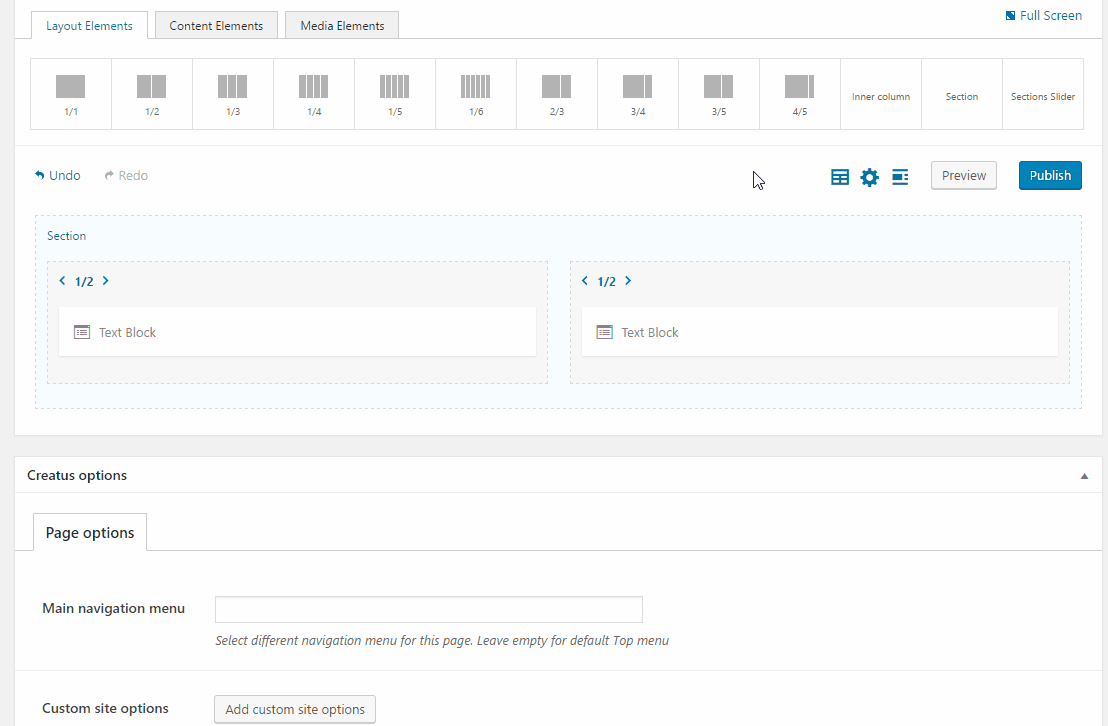 Layout Elements Content Elements Media Elements Full Screen
1/1 1/2 1/3 1/4 1/5 1/6 2/3 3/4 3/5 4/5 Inner column Section Sections Slider
Undo Redo Preview Publish
Section
1/2 1/2
Text Block Text Block
Creatus options
Page options
Main navigation menu
Select different navigation menu for this page. Leave empty for default Top menu
Custom site options Add custom site options